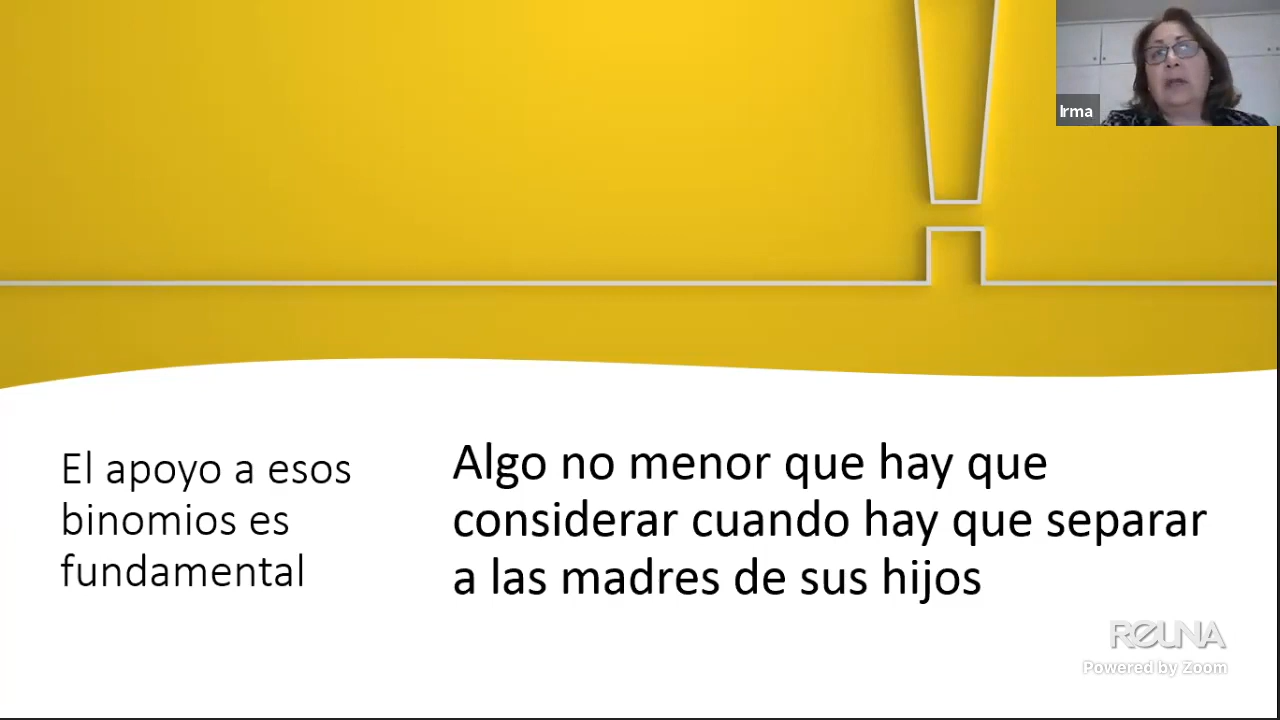 Irma
El apoyo a esos
binomios es
fundamental
Algo no menor que hay que
considerar cuando hay que separar
a las madres de sus hijos
REUNA
Powered by Zoom